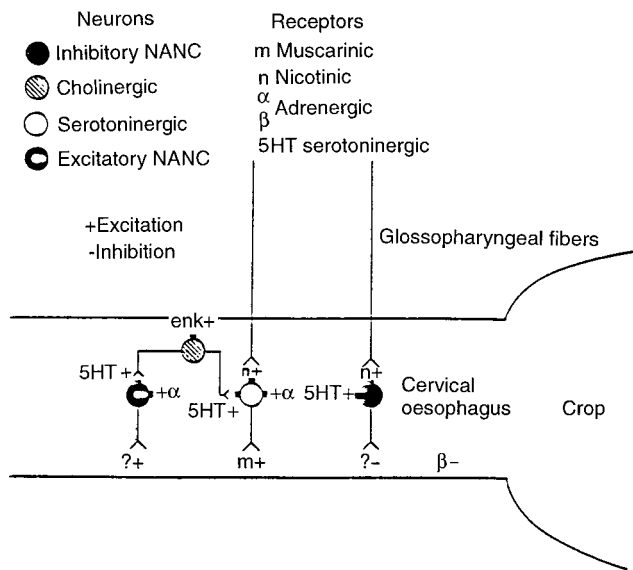 Neurons
Inhibitory NANC
Cholinergic
Serotoninergic
Excitatory NANC
+Excitation
-Inhibition
Receptors
m Muscarinic
n Nicotinic
α
β Adrenergic
5HT serotoninergic
Glossopharyngeal fibers
enk+
5HT +
+α
?+
n+
5HT+
+α
m+
n+
5HT+
?-
β-
Cervical
oesophagus
Crop